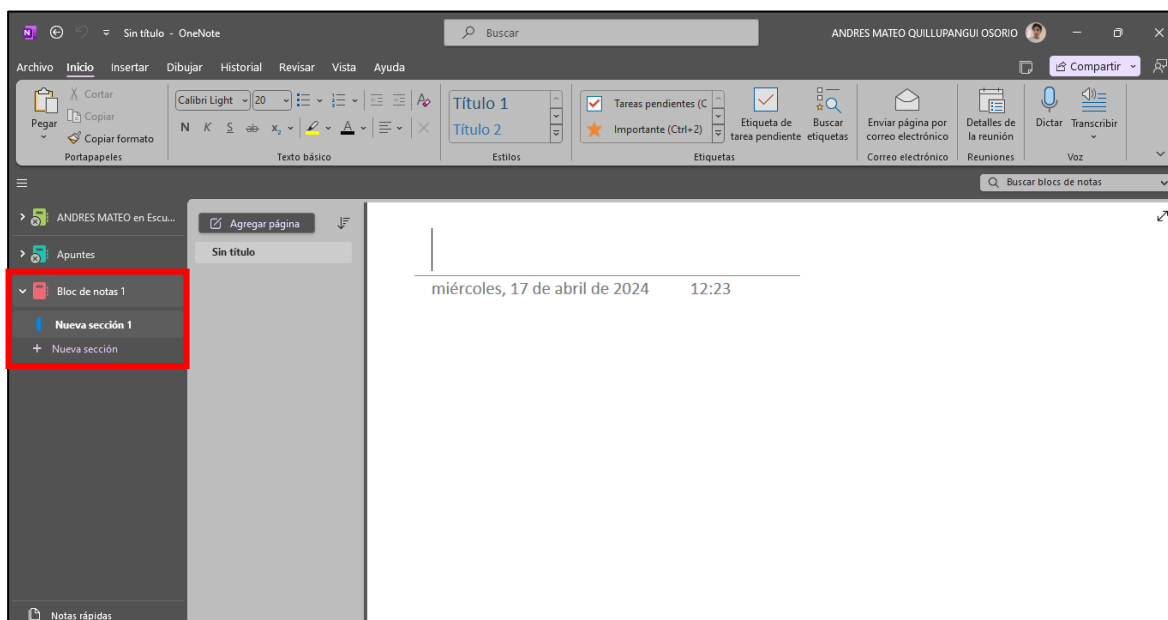 Sin título - OneNote
Buscar
ANDRES MATEO QUILLUPANGUI OSORIO
Archivo Inicio Insertar Dibujar Historial Revisar Vista Ayuda
Compartir
Pegar
Cortar
Copiar
Copiar formato
Portapapeles
Calibri Light 20
N K S ab x₂ A
Texto básico
Título 1
Título 2
Estilos
Tareas pendientes (C
Importante (Ctrl+2)
Etiqueta de
tarea pendiente
Buscar
etiquetas
Etiquetas
Enviar página por
correo electrónico
Correo electrónico
Detalles de
la reunión
Reuniones
Dictar
Transcribir
Voz
Buscar blocs de notas
ANDRES MATEO en Escu...
Apuntes
Bloc de notas 1
Nueva sección 1
+ Nueva sección
Notas rápidas
Agregar página
Sin título
miércoles, 17 de abril de 2024 12:23